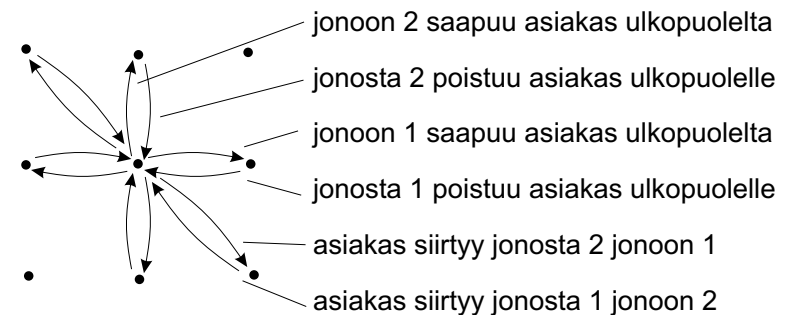 jonoon 2 saapuu asiakas ulkopuolelta
jonosta 2 poistuu asiakas ulkopuolelle
jonoon 1 saapuu asiakas ulkopuolelta
jonosta 1 poistuu asiakas ulkopuolelle
asiakas siirtyy jonosta 2 jonoon 1
asiakas siirtyy jonosta 1 jonoon 2